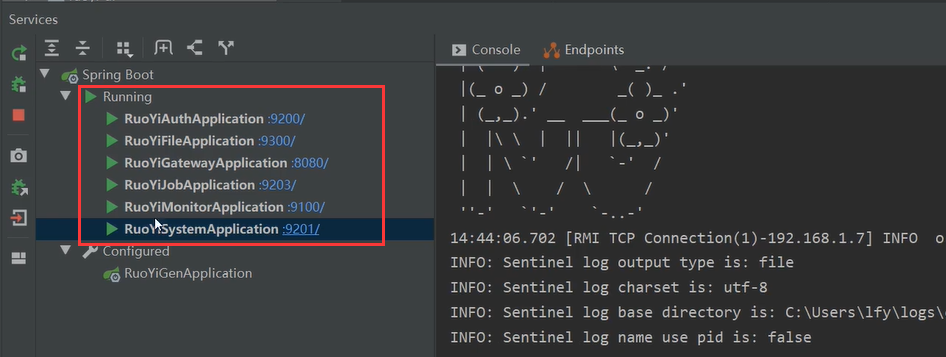 Services
Console
Endpoints
Spring Boot
Running
RuoYiAuthApplication :9200/
RuoYiFileApplication :9300/
RuoYiGatewayApplication :8080/
RuoYiJobApplication :9203/
RuoYiMonitorApplication :9100/
RuoYiSystemApplication :9201/
Configured
RuoYiGenApplication
|(_ o _) /        _( )_ .'
| (_,_).' __  ___(_ o _)'
|  |\ \  |  ||   |(_,_)'
|  | \ `'   /|   `-'  /
|  |  \    /  \      /
''-'   `'-'    `-..-'
14:44:06.702 [RMI TCP Connection(1)-192.168.1.7] INFO o
INFO: Sentinel log output type is: file
INFO: Sentinel log charset is: utf-8
INFO: Sentinel log base directory is: C:\Users\lfy\logs\
INFO: Sentinel log name use pid is: false